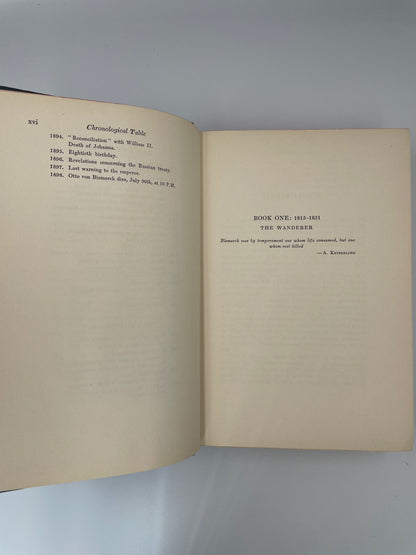 xvi
Chronological Table
1894. "Reconciliation" with William II.
Death of Johanna.
1895. Eightieth birthday.
1896. Revelations concerning the Russian treaty.
1897. Last warning to the emperor.
1898. Otto von Bismarck dies, July 30th, at 10 P.M.
BOOK ONE: 1815–1851
THE WANDERER
Bismarck was by temperament one whom life consumed, but one
whom rest killed
—A. Keyserling